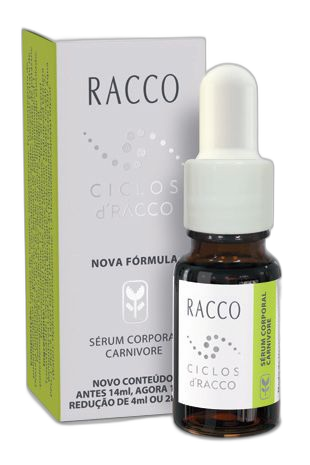 RACCO
CICLOS
d'RACCO
NOVA FÓRMULA
SÉRUM CORPORAL
CARNIVORE
NOVO CONTEÚDO
ANTES 14ml, AGORA
REDUÇÃO DE 4ml OU
RACCO
CICLOS
d'RACCO
SÉRUM CORPORAL
CARNIVORE